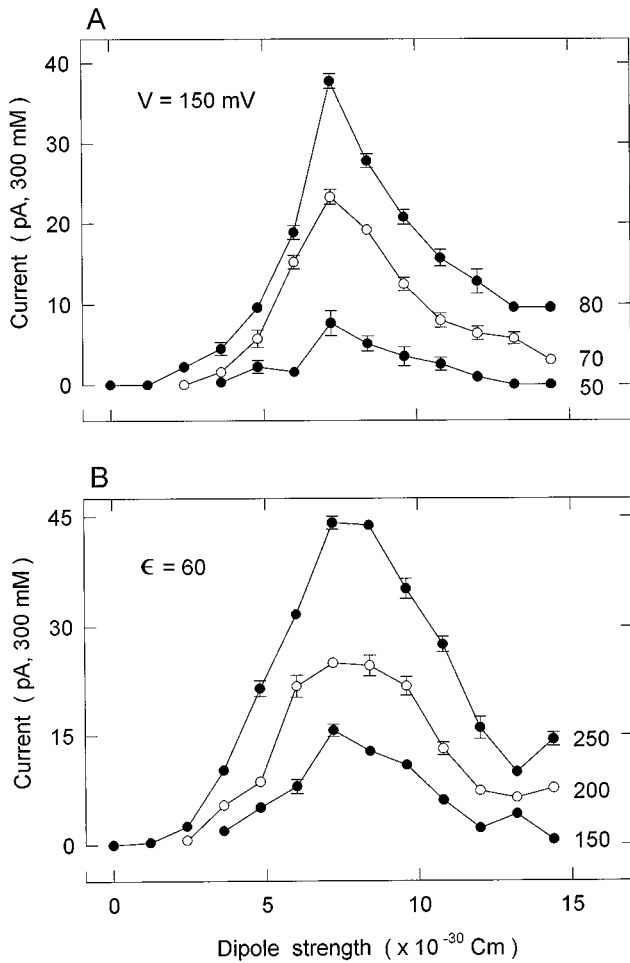 A
V = 150 mV
Current ( pA, 300 mM )
40
30
20
10
0
80
70
50
B
ϵ = 60
Current ( pA, 300 mM )
45
30
15
0
250
200
150
0 5 10 15
Dipole strength ( x 10 -30 Cm )